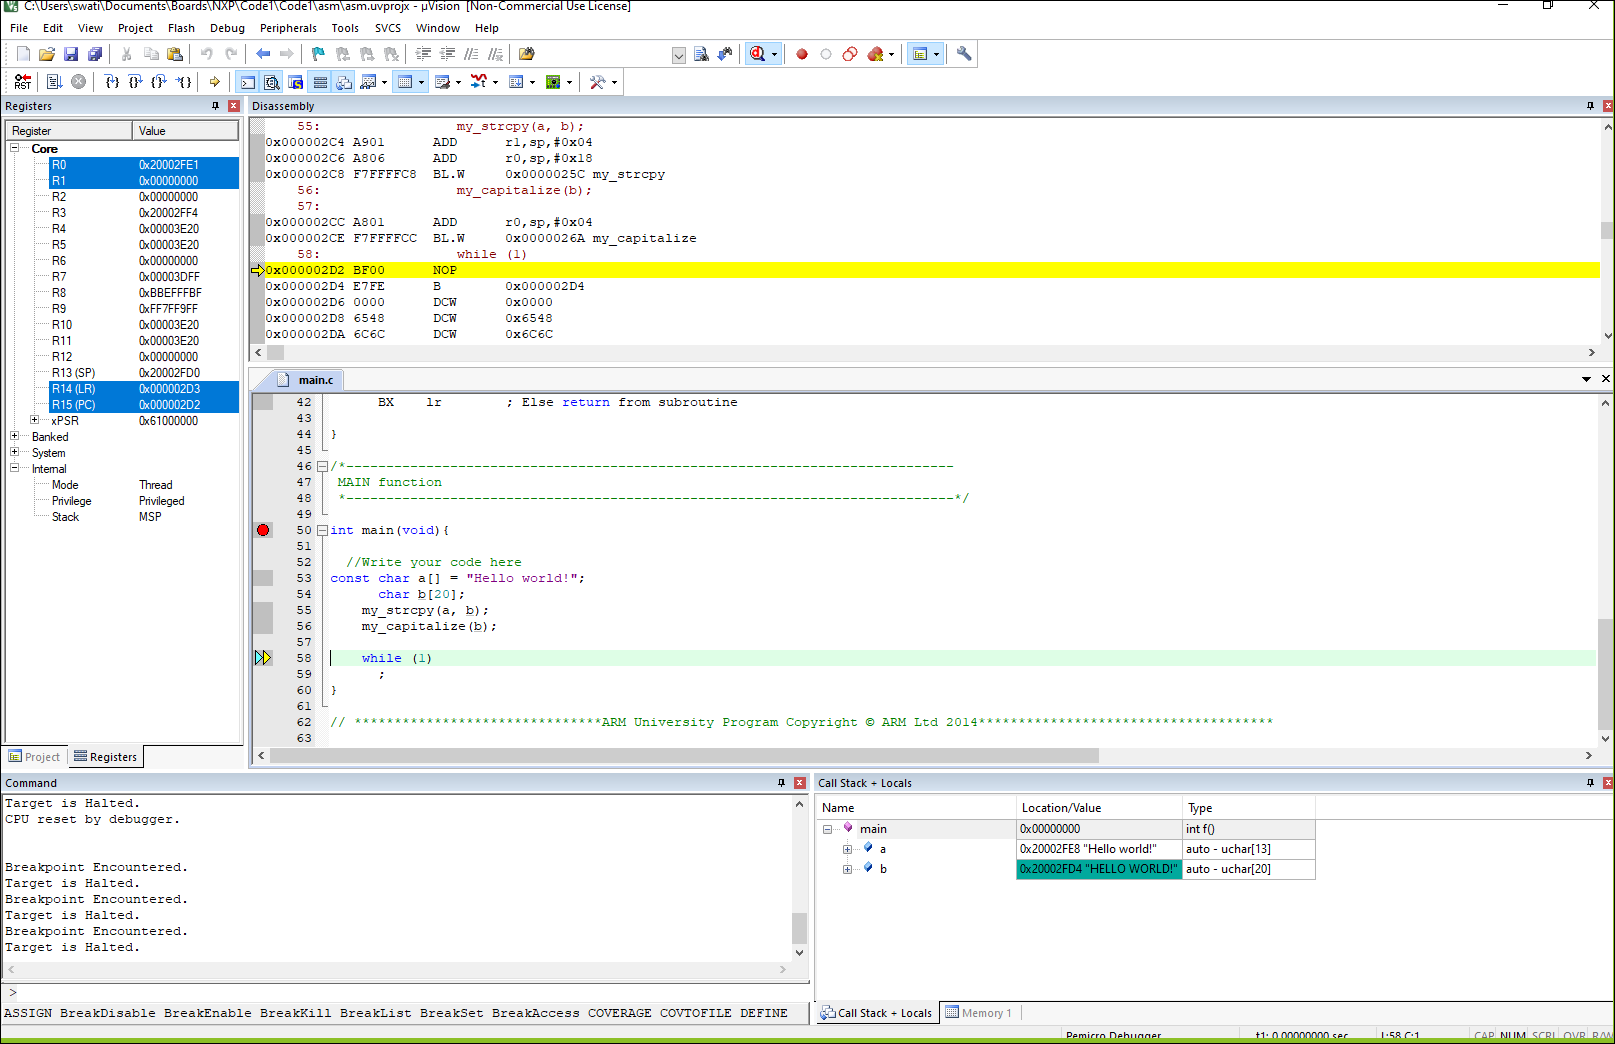 C:\Users\swati\Documents\Boards\NXP\Code1\Code1\asm\asm.uvprojx - µVision  [Non-Commercial Use License]
File Edit View Project Flash Debug Peripherals Tools SVCS Window Help
RST
Registers
Register Value
Core
R0 0x20002FE1
R1 0x00000000
R2 0x00000000
R3 0x20002FF4
R4 0x00003E20
R5 0x00003E20
R6 0x00000000
R7 0x00003DFF
R8 0xBBEFFFBF
R9 0xFF7FF9FF
R10 0x00003E20
R11 0x00003E20
R12 0x00000000
R13 (SP) 0x20002FD0
R14 (LR) 0x000002D3
R15 (PC) 0x000002D2
xPSR 0x61000000
Banked
System
Internal
Mode Thread
Privilege Privileged
Stack MSP
Project Registers
Disassembly
55: my_strcpy(a, b);
0x000002C4 A901 ADD r1,sp,#0x04
0x000002C6 A806 ADD r0,sp,#0x18
0x000002C8 F7FFFFC8 BL.W 0x0000025C my_strcpy
56: my_capitalize(b);
57:
0x000002CC A801 ADD r0,sp,#0x04
0x000002CE F7FFFFCC BL.W 0x0000026A my_capitalize
58: while (1)
0x000002D2 BF00 NOP
0x000002D4 E7FE B 0x000002D4
0x000002D6 0000 DCW 0x0000
0x000002D8 6548 DCW 0x6548
0x000002DA 6C6C DCW 0x6C6C
main.c
42 BX lr ; Else return from subroutine
43
44 }
45
46 /*----------------------------------------------------------------------------
47 MAIN function
48 *----------------------------------------------------------------------------*/
49
50 int main(void){
51
52 //Write your code here
53 const char a[] = "Hello world!";
54 char b[20];
55 my_strcpy(a, b);
56 my_capitalize(b);
57
58 while (1)
59 ;
60 }
61
62 // *******************************ARM University Program Copyright © ARM Ltd 2014*************************************
63
Command
Target is Halted.
CPU reset by debugger.
Breakpoint Encountered.
Target is Halted.
Breakpoint Encountered.
Target is Halted.
Breakpoint Encountered.
Target is Halted.
>
ASSIGN BreakDisable BreakEnable BreakKill BreakList BreakSet BreakAccess COVERAGE COVTOFILE DEFINE
Call Stack + Locals
Name Location/Value Type
main 0x00000000 int f()
a 0x20002FE8 "Hello world!" auto - uchar[13]
b 0x20002FD4 "HELLO WORLD!" auto - uchar[20]
Call Stack + Locals Memory 1
Pemicro Debugger t1: 0.00000000 sec L:58 C:1 CAP NUM SCRL OVR R/W